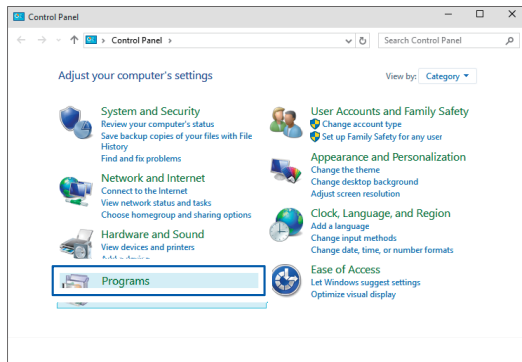 Control Panel
Control Panel
Search Control Panel
Adjust your computer's settings
View by: Category
System and Security
Review your computer's status
Save backup copies of your files with File
History
Find and fix problems
Network and Internet
Connect to the Internet
View network status and tasks
Choose homegroup and sharing options
Hardware and Sound
View devices and printers
Programs
User Accounts and Family Safety
Change account type
Set up Family Safety for any user
Appearance and Personalization
Change the theme
Change desktop background
Adjust screen resolution
Clock, Language, and Region
Add a language
Change input methods
Change date, time, or number formats
Ease of Access
Let Windows suggest settings
Optimize visual display